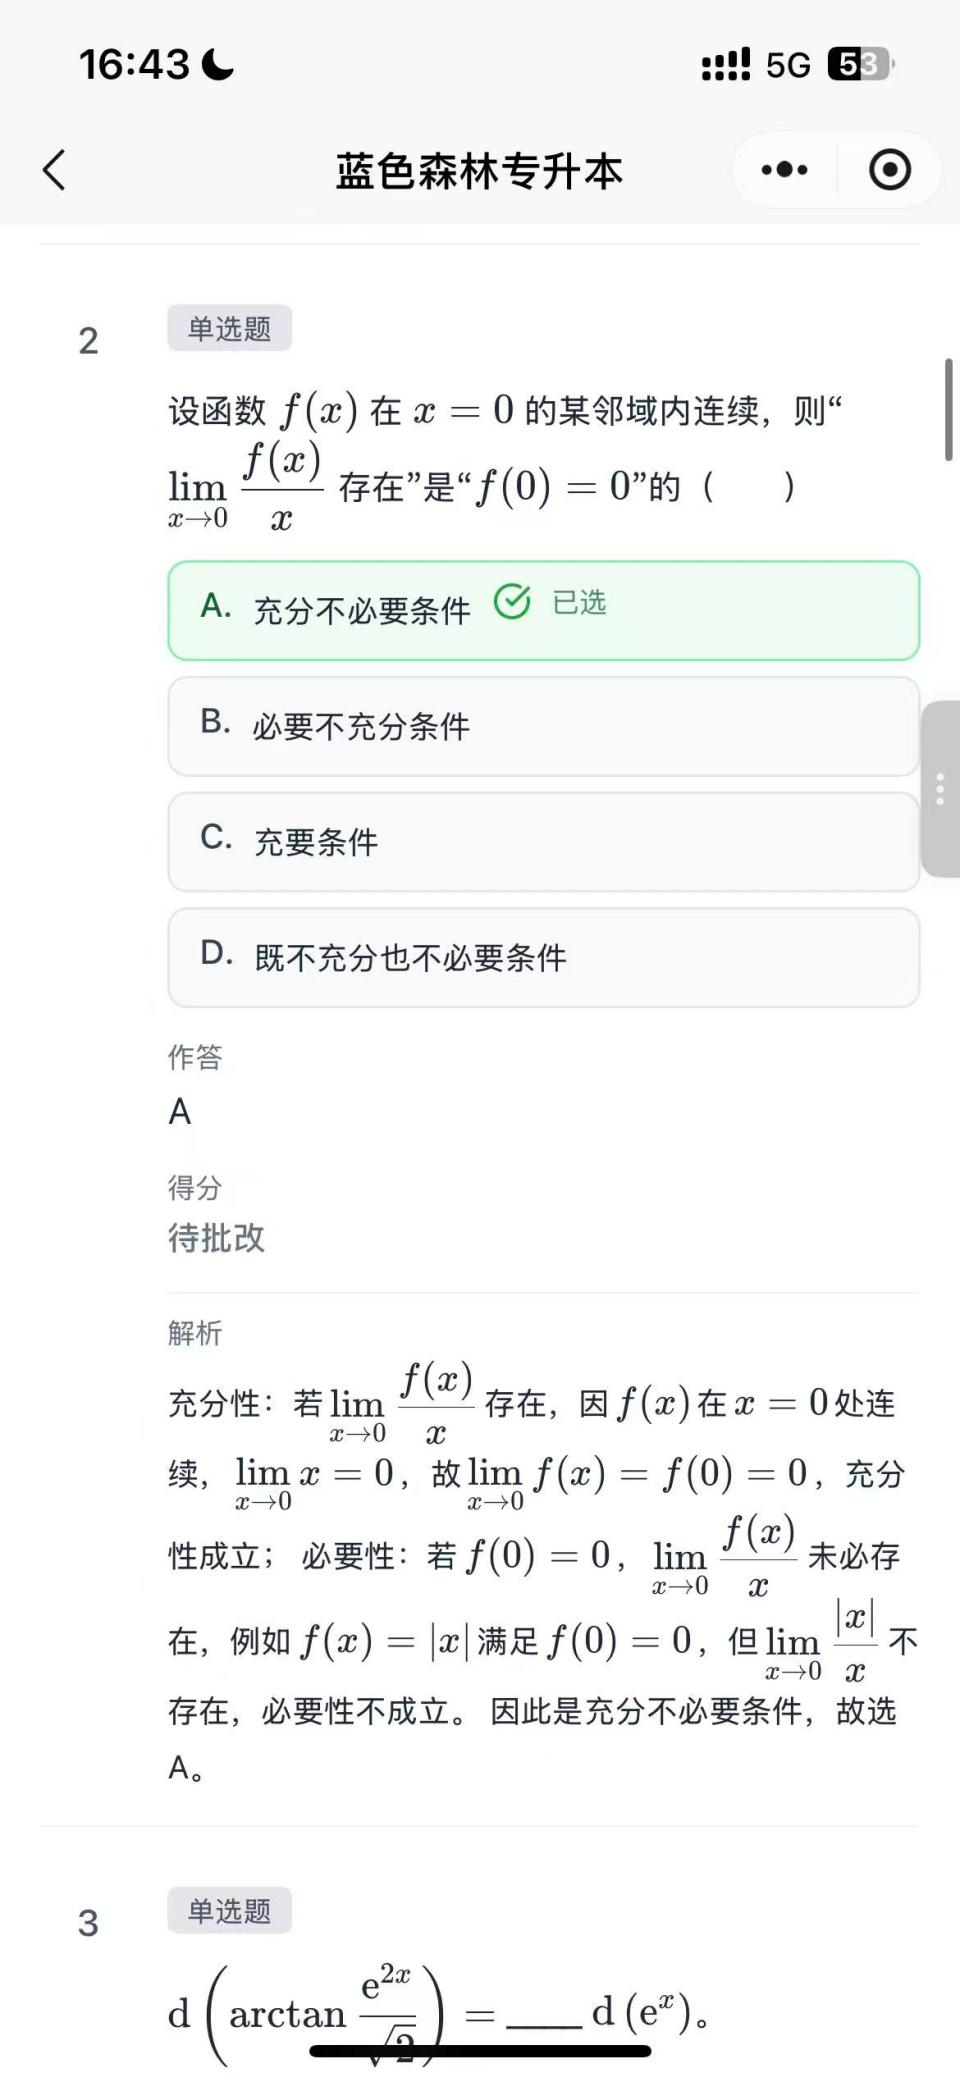 16:43 5G 53
蓝色森林专升本
2 单选题
设函数 f(x) 在 x = 0 的某邻域内连续，则“
lim_{x→0} f(x)/x 存在”是“f(0) = 0”的（　　）
A. 充分不必要条件 已选
B. 必要不充分条件
C. 充要条件
D. 既不充分也不必要条件
作答
A
得分
待批改
解析
充分性：若 lim_{x→0} f(x)/x 存在，因 f(x) 在 x = 0 处连
续，lim_{x→0} x = 0，故 lim_{x→0} f(x) = f(0) = 0，充分
性成立； 必要性：若 f(0) = 0，lim_{x→0} f(x)/x 未必存
在，例如 f(x) = |x| 满足 f(0) = 0，但 lim_{x→0} |x|/x 不
存在，必要性不成立。 因此是充分不必要条件，故选
A。
3 单选题
d(arctan e^{2x}/√2) = ____ d(e^x)。